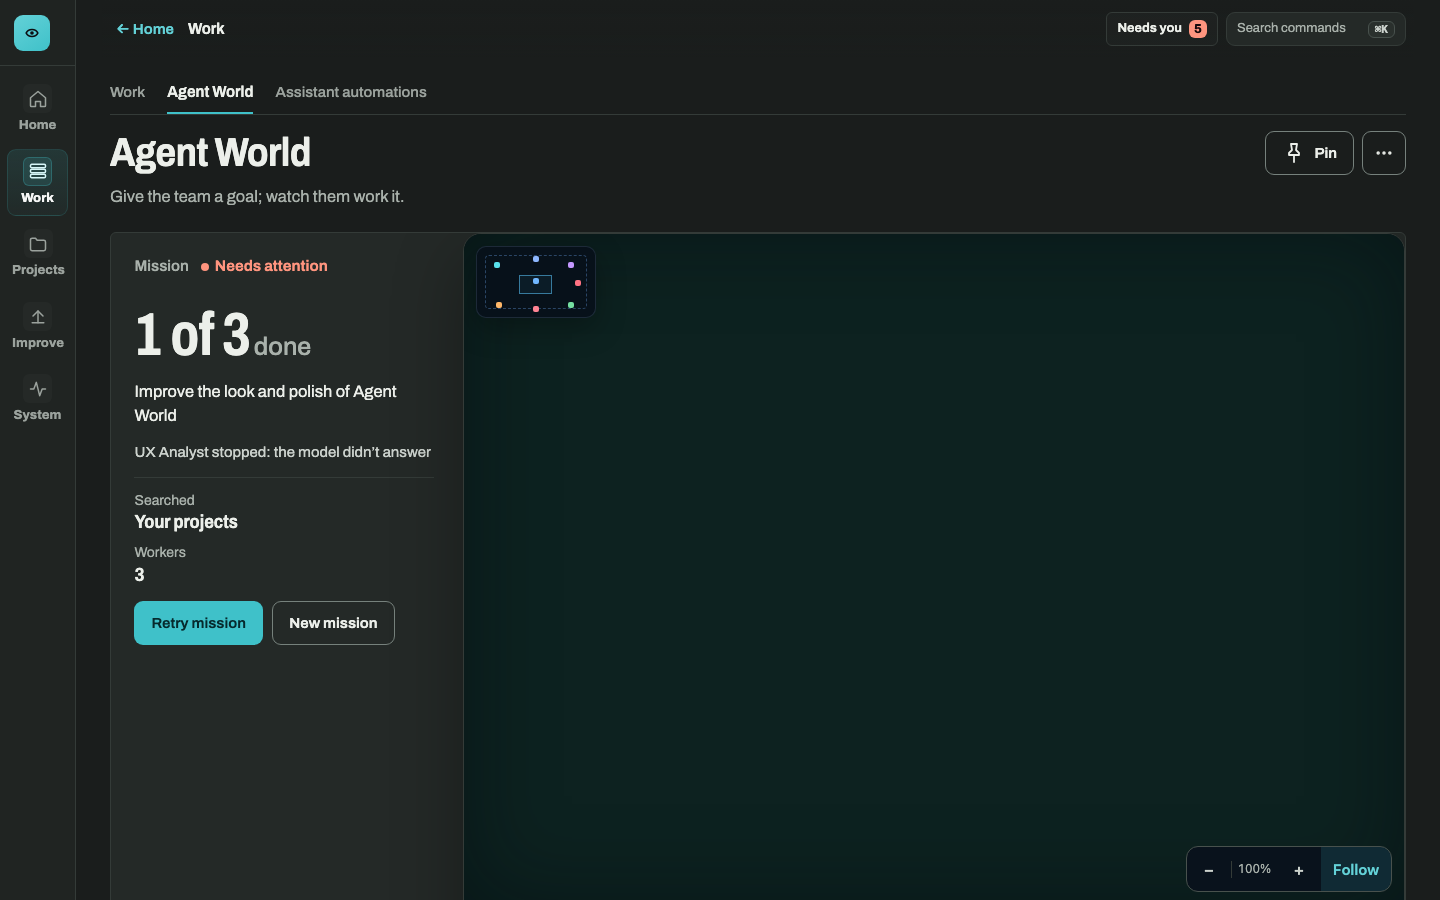 ← Home Work
Needs you 5
Search commands ⌘K
Home
Work
Projects
Improve
System
Work Agent World Assistant automations
Agent World
Give the team a goal; watch them work it.
Pin
Mission Needs attention
1 of 3 done
Improve the look and polish of Agent
World
UX Analyst stopped: the model didn’t answer
Searched
Your projects
Workers
3
Retry mission New mission
− 100% + Follow